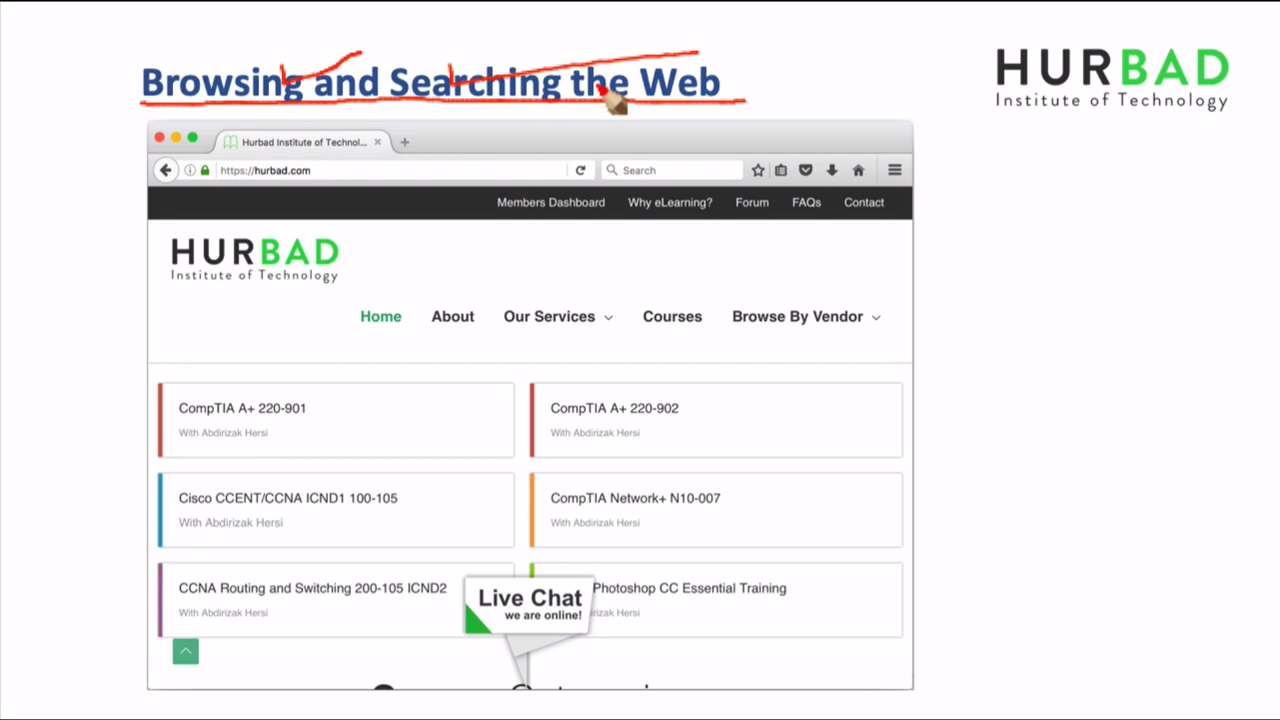 Browsing and Searching the Web
HURBAD
Institute of Technology
Hurbad Institute of Technol...
https://hurbad.com
Search
Members Dashboard Why eLearning? Forum FAQs Contact
HURBAD
Institute of Technology
Home About Our Services Courses Browse By Vendor
CompTIA A+ 220-901
With Abdirizak Hersi
CompTIA A+ 220-902
With Abdirizak Hersi
Cisco CCENT/CCNA ICND1 100-105
With Abdirizak Hersi
CompTIA Network+ N10-007
With Abdirizak Hersi
CCNA Routing and Switching 200-105 ICND2
With Abdirizak Hersi
Photoshop CC Essential Training
Hersi
Live Chat
we are online!